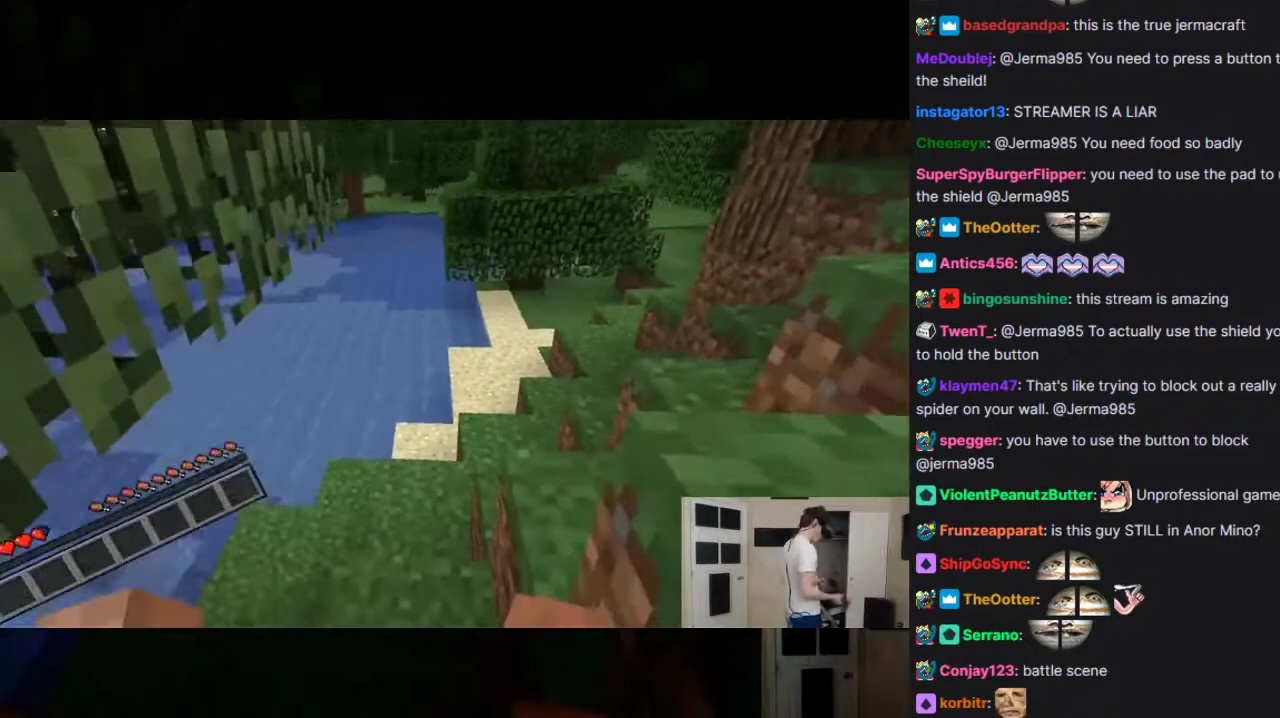 basedgrandpa: this is the true jermacraft
MeDoublej: @Jerma985 You need to press a button t
the sheild!
instagator13: STREAMER IS A LIAR
Cheeseyx: @Jerma985 You need food so badly
SuperSpyBurgerFlipper: you need to use the pad to u
the shield @Jerma985
TheOotter:
Antics456:
bingosunshine: this stream is amazing
TwenT_: @Jerma985 To actually use the shield yo
to hold the button
klaymen47: That's like trying to block out a really
spider on your wall. @Jerma985
spegger: you have to use the button to block
@jerma985
ViolentPeanutzButter: Unprofessional game
Frunzeapparat: is this guy STILL in Anor Mino?
ShipGoSync:
TheOotter:
Serrano:
Conjay123: battle scene
korbitr: